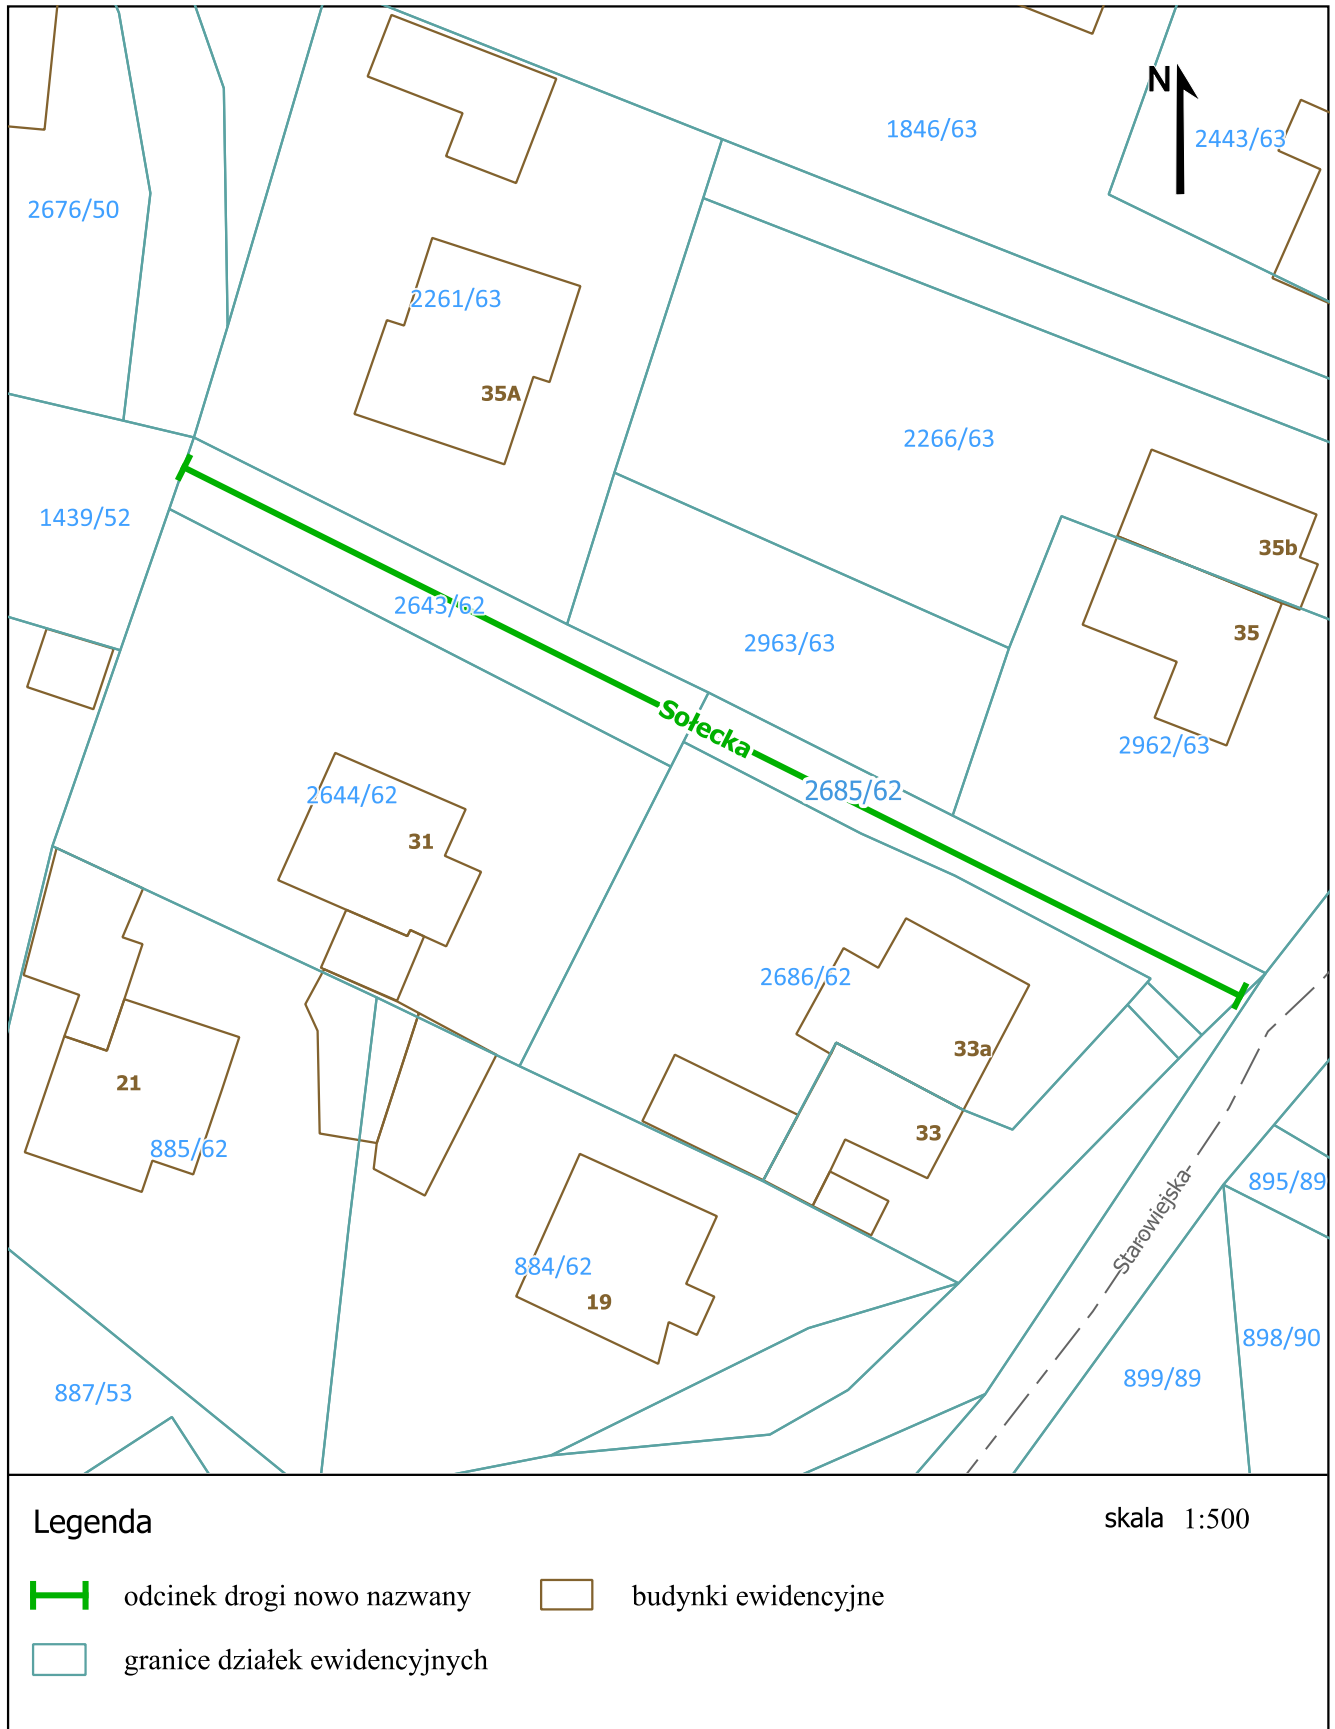 N
1846/63
2443/63
2676/50
2261/63
35A
2266/63
1439/52
35b
2643/62
35
2963/63
Sołecka
2962/63
2685/62
2644/62
31
2686/62
33a
21
33
885/62
895/89
Starowiejska
884/62
19
898/90
899/89
887/53
Legenda
skala 1:500
odcinek drogi nowo nazwany
budynki ewidencyjne
granice działek ewidencyjnych